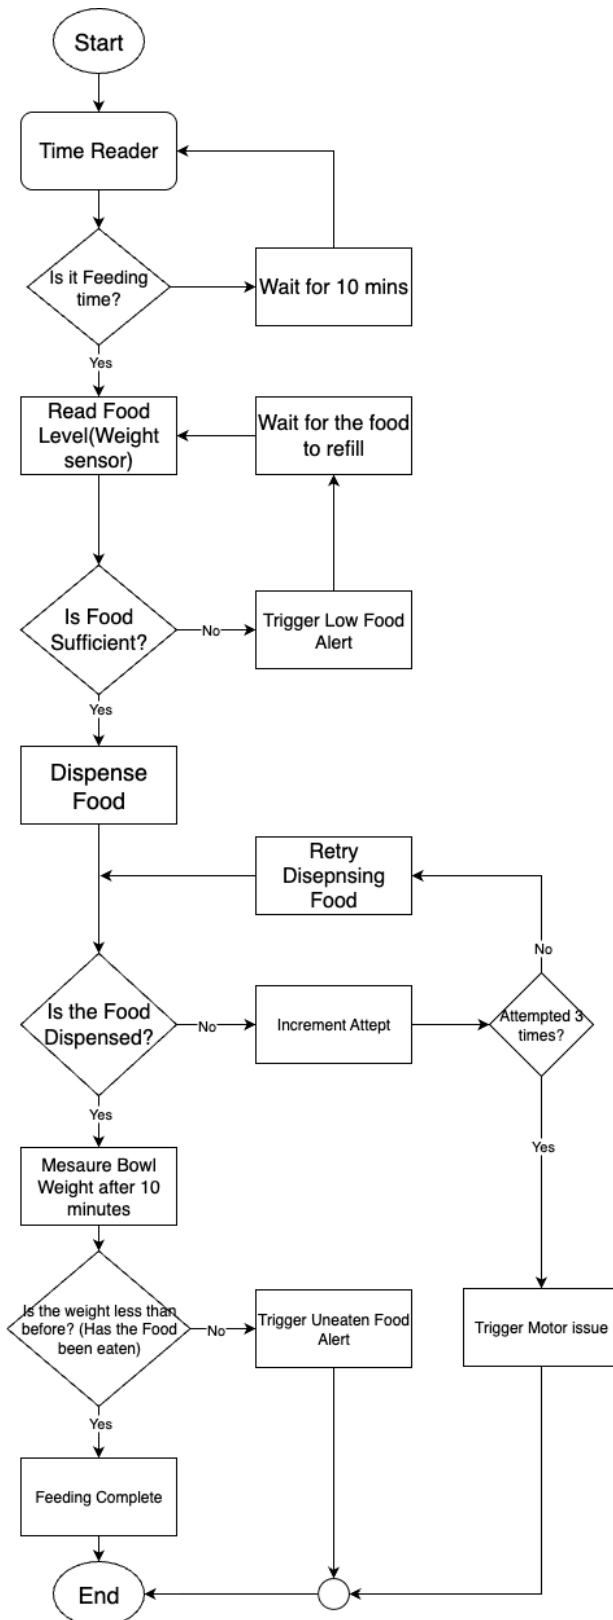 Start
Time Reader
Is it Feeding
time?
Wait for 10 mins
Yes
Read Food
Level(Weight
sensor)
Wait for the food
to refill
Is Food
Sufficient?
No
Trigger Low Food
Alert
Yes
Dispense
Food
Retry
Disepnsing
Food
No
Is the Food
Dispensed?
No
Increment Attept
Attempted 3
times?
Yes
Yes
Mesaure Bowl
Weight after 10
minutes
Is the weight less than
before? (Has the Food
been eaten)
No
Trigger Uneaten Food
Alert
Trigger Motor issue
Yes
Feeding Complete
End